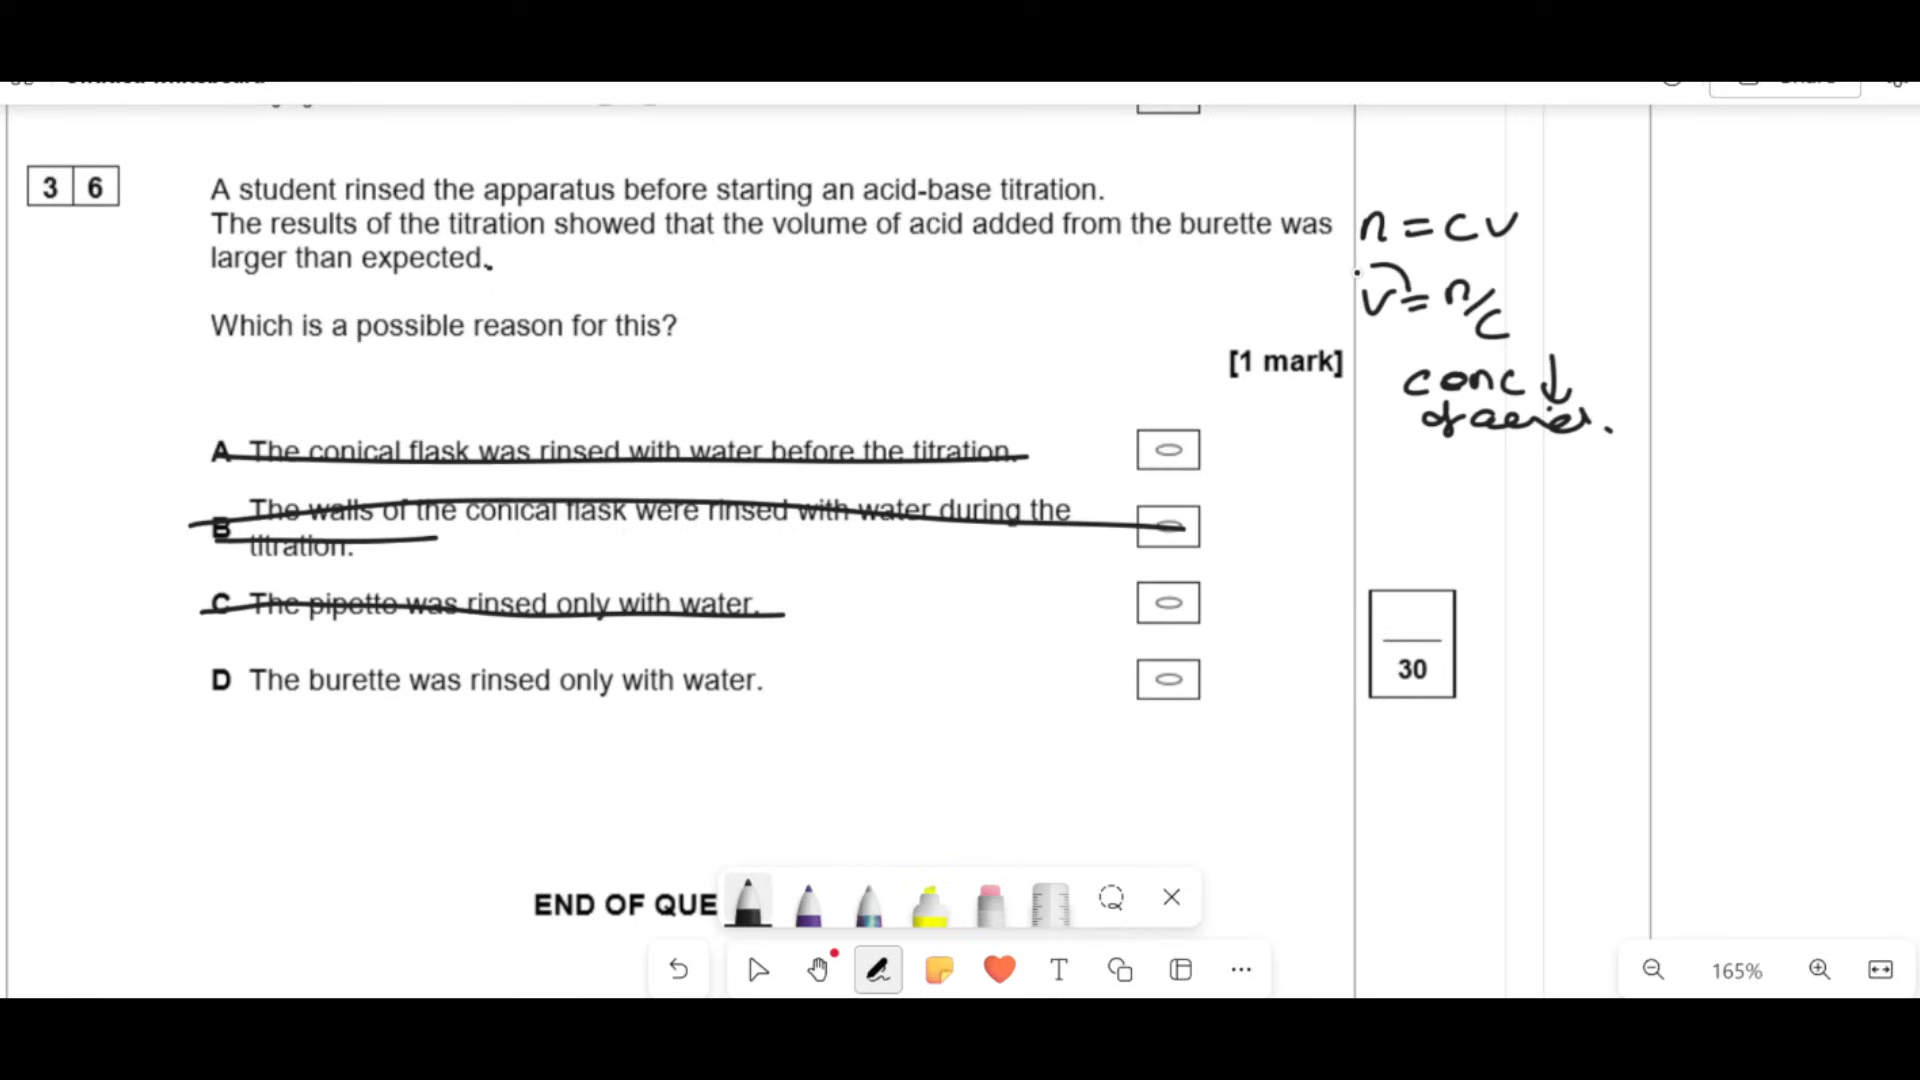 3 6
A student rinsed the apparatus before starting an acid-base titration.
The results of the titration showed that the volume of acid added from the burette was
larger than expected.
Which is a possible reason for this?
[1 mark]
n = cv
v = n/c
conc ↓
of acid.
A The conical flask was rinsed with water before the titration.
B The walls of the conical flask were rinsed with water during the
titration.
C The pipette was rinsed only with water.
D The burette was rinsed only with water.
30
END OF QUE
165%